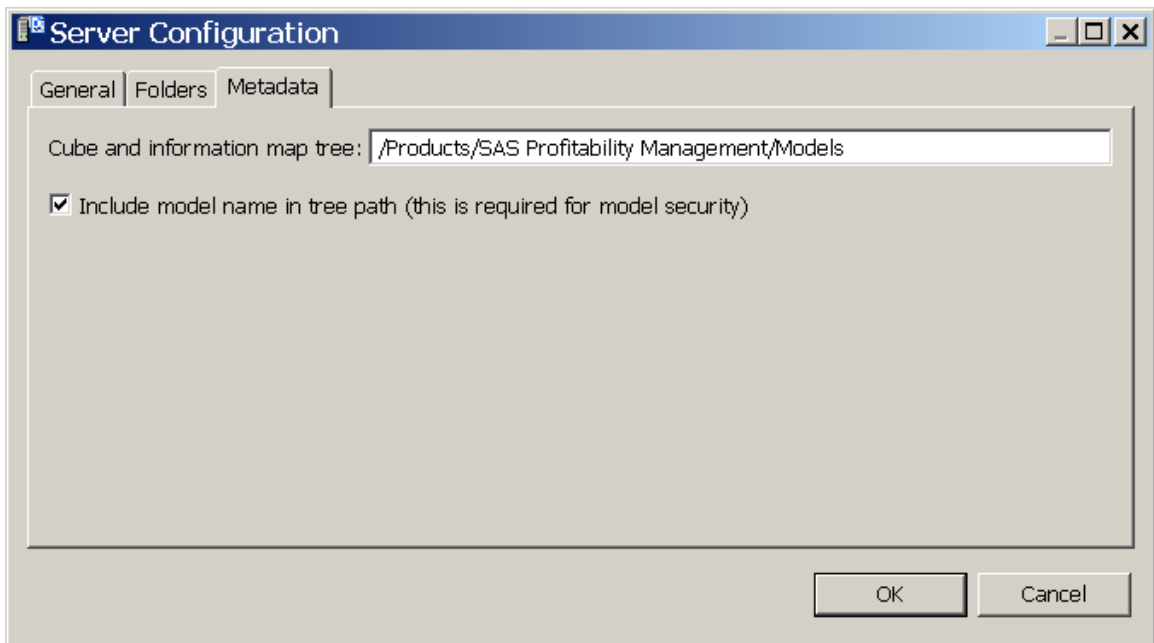 Server Configuration
General Folders Metadata
Cube and information map tree: /Products/SAS Profitability Management/Models
Include model name in tree path (this is required for model security)
OK Cancel